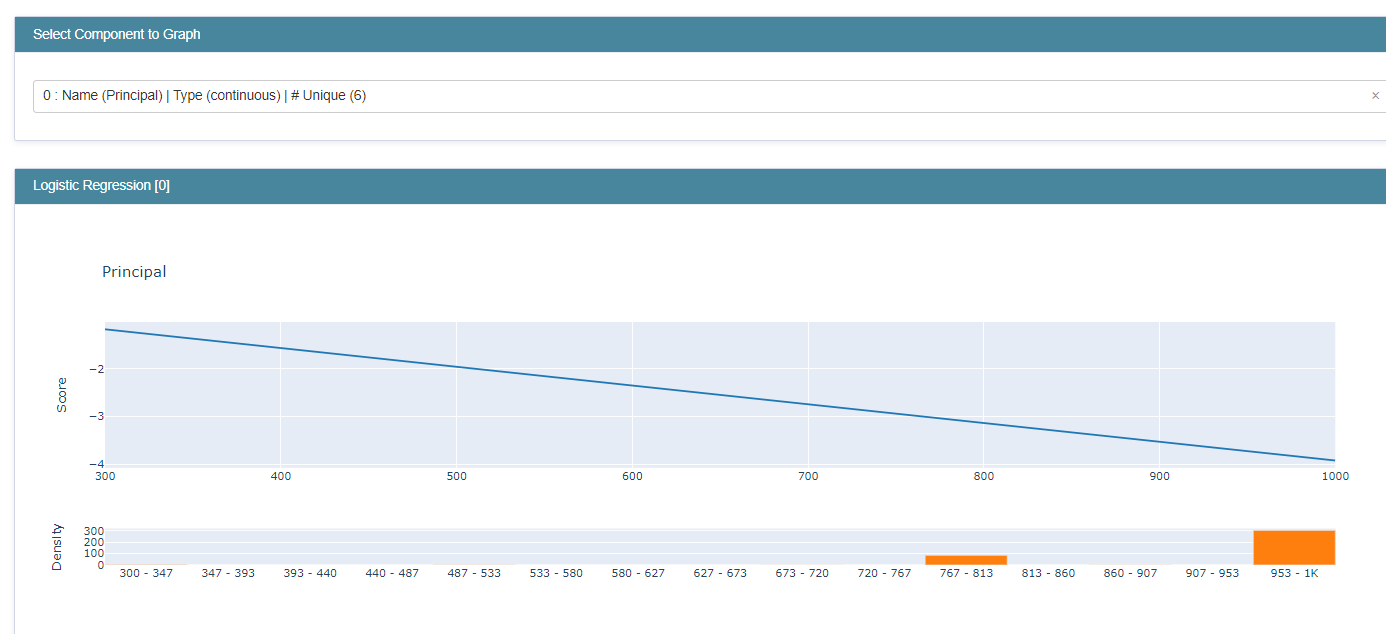 Select Component to Graph
0 : Name (Principal) | Type (continuous) | # Unique (6)
×
Logistic Regression [0]
Principal
Score
−2
−3
−4
300 400 500 600 700 800 900 1000
Density
300
200
100
0
300 - 347 347 - 393 393 - 440 440 - 487 487 - 533 533 - 580 580 - 627 627 - 673 673 - 720 720 - 767 767 - 813 813 - 860 860 - 907 907 - 953 953 - 1K